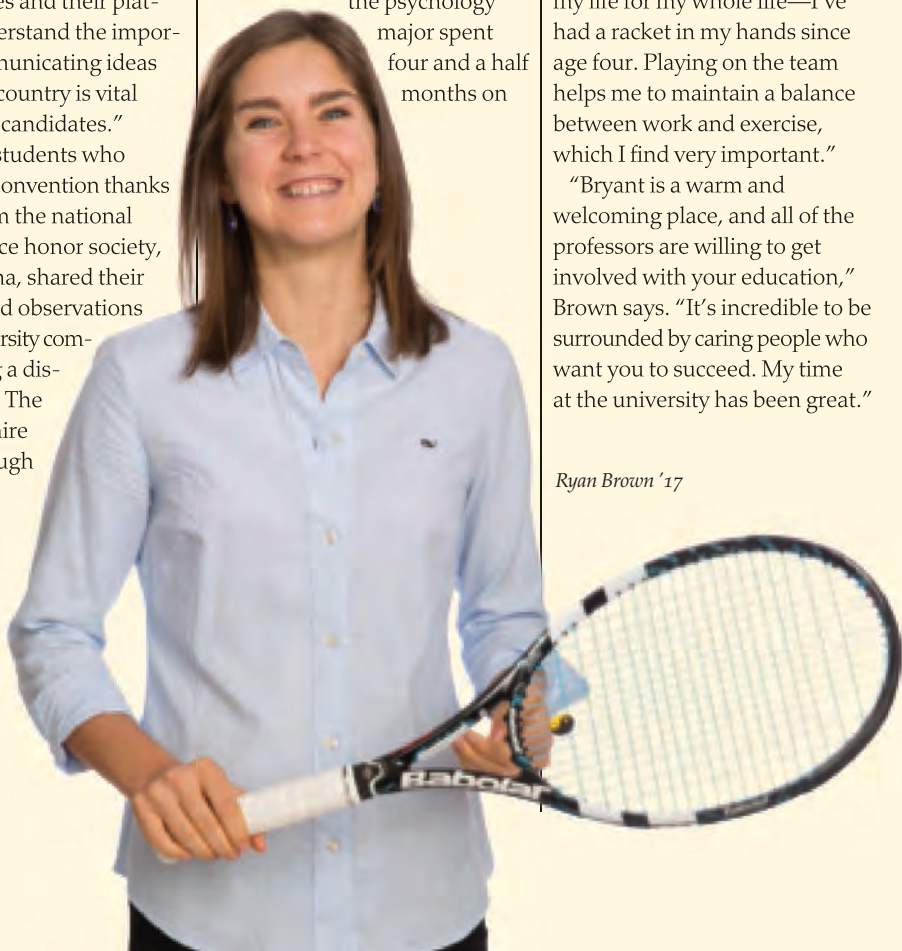 es and their plat-
erstand the impor-
municating ideas
country is vital
candidates.”
students who
onvention thanks
m the national
ce honor society,
na, shared their
d observations
rsity com-
g a dis-
The
ire
ugh
the psychology
major spent
four and a half
months on
my life for my whole life—I’ve
had a racket in my hands since
age four. Playing on the team
helps me to maintain a balance
between work and exercise,
which I find very important.”
“Bryant is a warm and
welcoming place, and all of the
professors are willing to get
involved with your education,”
Brown says. “It’s incredible to be
surrounded by caring people who
want you to succeed. My time
at the university has been great.”
Ryan Brown ’17
Babolat